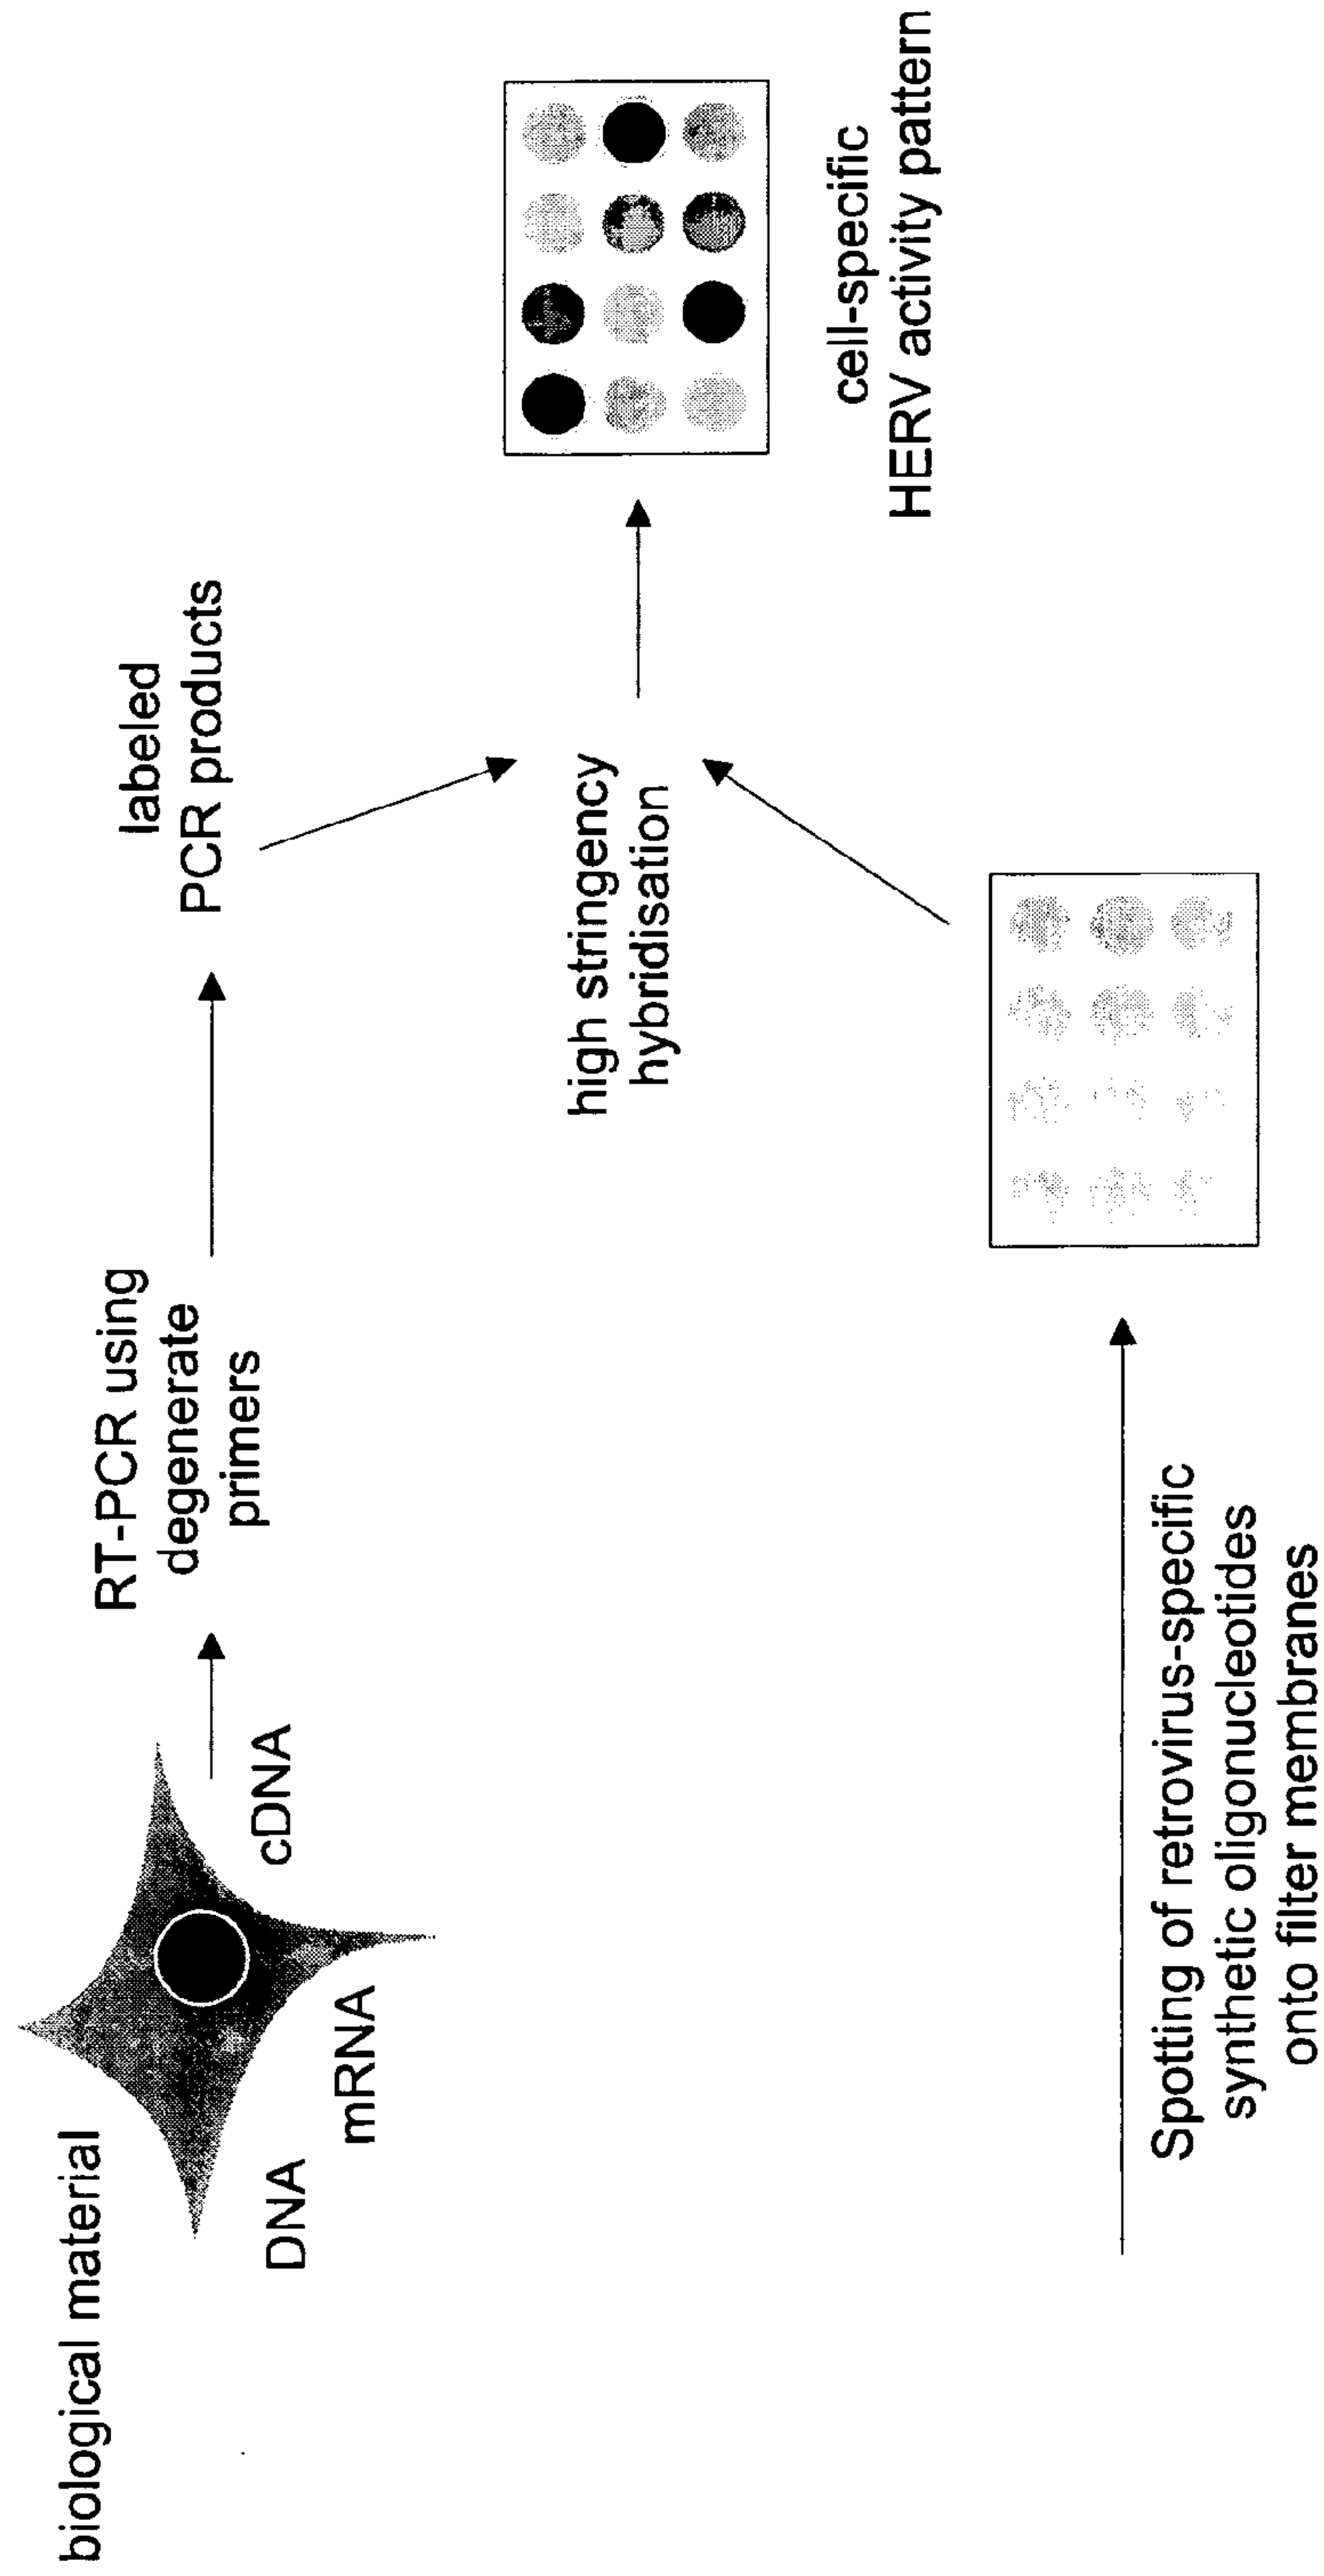 biological material
DNA
mRNA
cDNA
RT-PCR using
degenerate
primers
labeled
PCR products
high stringency
hybridisation
cell-specific
HERV activity pattern
Spotting of retrovirus-specific
synthetic oligonucleotides
onto filter membranes